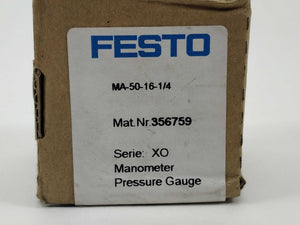 FESTO
MA-50-16-1/4
Mat.Nr.356759
Serie: XO
Manometer
Pressure Gauge